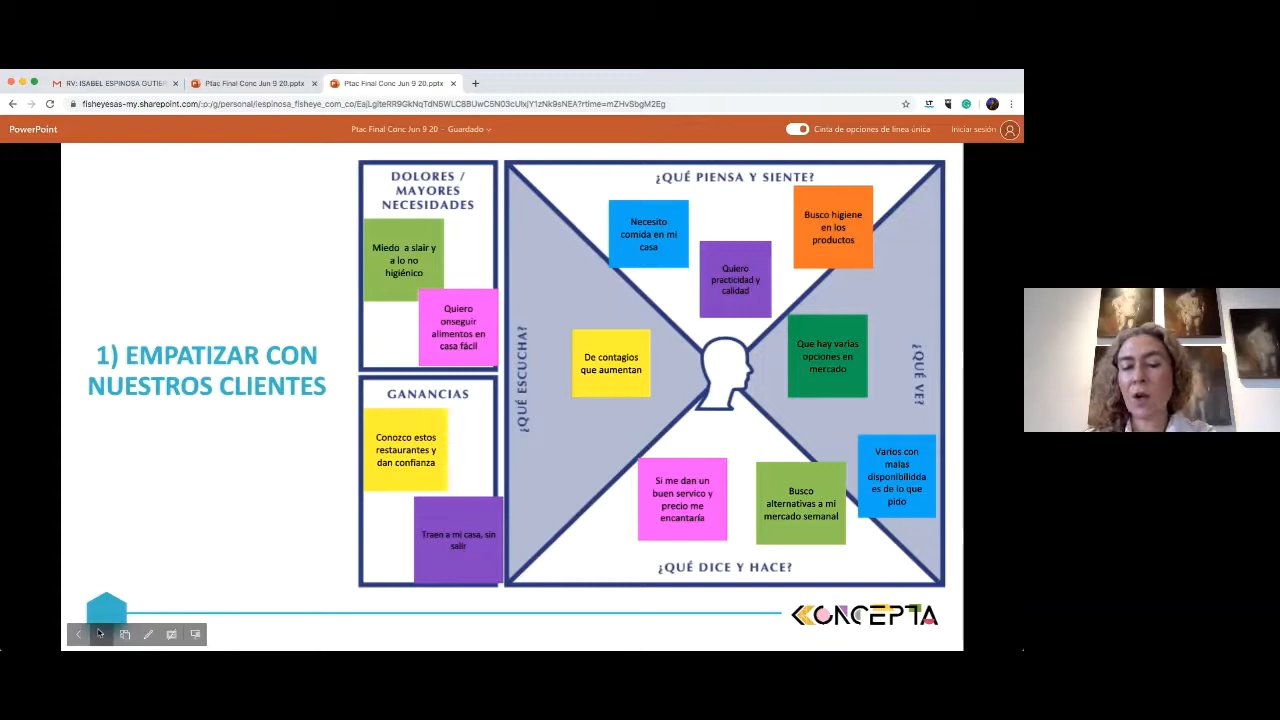 RV: ISABEL ESPINOSA GUTIER
Ptac Final Conc Jun 9 20.pptx
Ptac Final Conc Jun 9 20.pptx
PowerPoint
Ptac Final Conc Jun 9 20 - Guardado
Cinta de opciones de línea única
Iniciar sesión
1) EMPATIZAR CON
NUESTROS CLIENTES
DOLORES /
MAYORES
NECESIDADES
Miedo a slair y
a lo no
higiénico
Quiero
onseguir
alimentos en
casa fácil
GANANCIAS
Conozco estos
restaurantes y
dan confianza
Traen a mi casa, sin
salir
¿QUÉ PIENSA Y SIENTE?
Necesito
comida en mi
casa
Quiero
practicidad y
calidad
Busco higiene
en los
productos
¿QUÉ ESCUCHA?
De contagios
que aumentan
Que hay varias
opciones en
mercado
¿QUÉ VE?
Varios con
malas
disponibilidda
es de lo que
pido
Si me dan un
buen servico y
precio me
encantaría
Busco
alternativas a mi
mercado semanal
¿QUÉ DICE Y HACE?
KONCEPTA